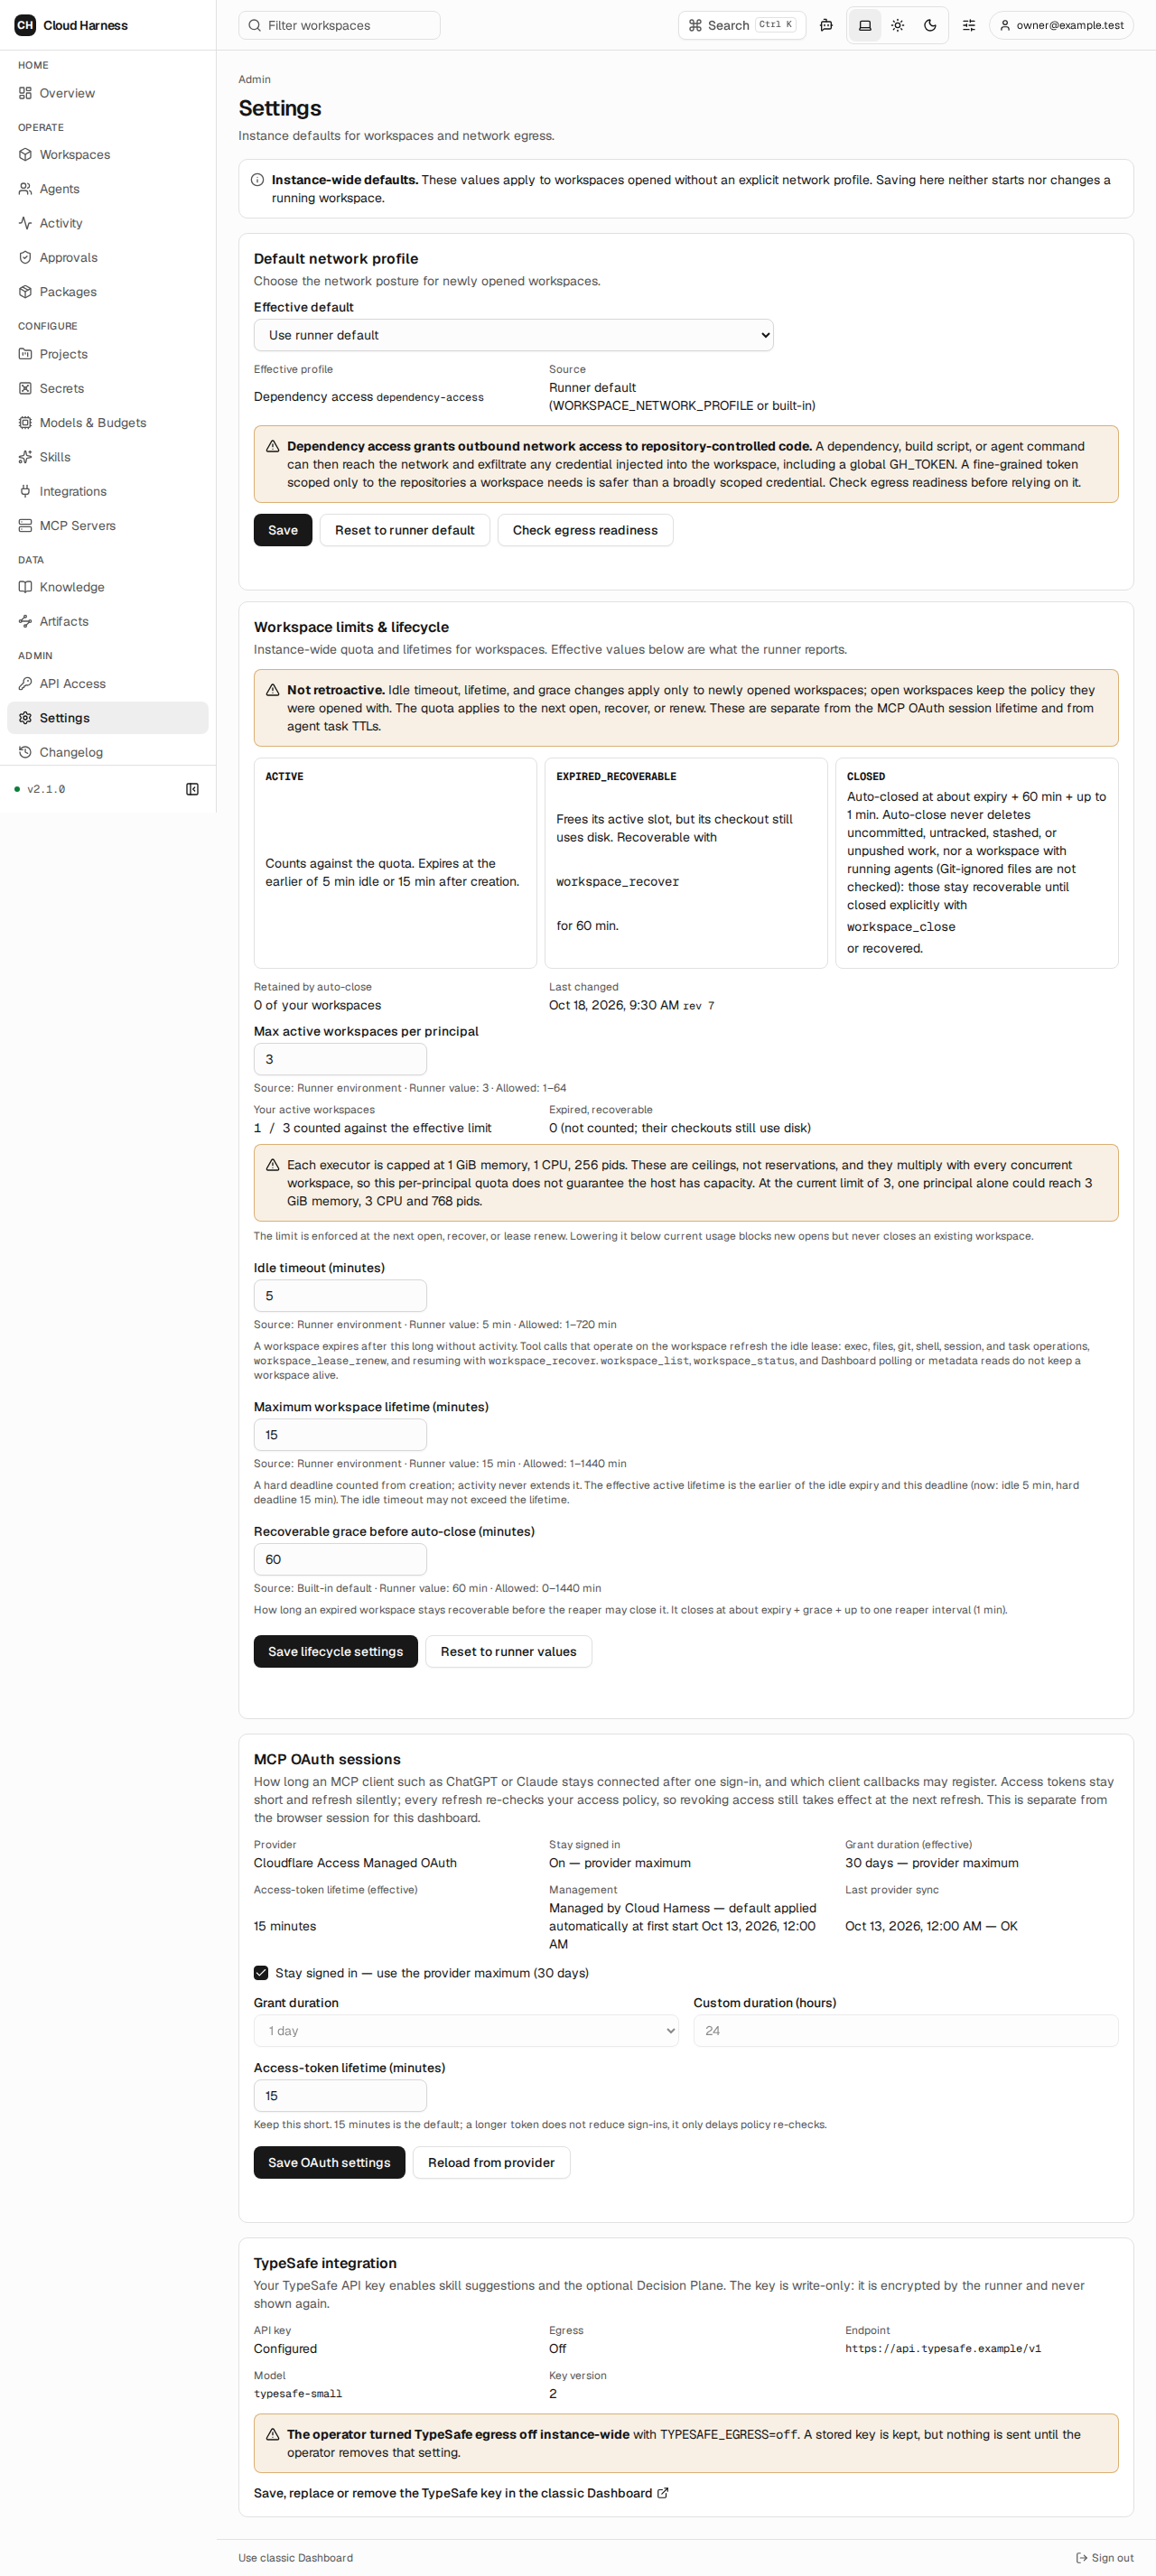 CH Cloud Harness
Filter workspaces
Search Ctrl K
owner@example.test
HOME
Overview
OPERATE
Workspaces
Agents
Activity
Approvals
Packages
CONFIGURE
Projects
Secrets
Models & Budgets
Skills
Integrations
MCP Servers
DATA
Knowledge
Artifacts
ADMIN
API Access
Settings
Changelog
v2.1.0
Admin
Settings
Instance defaults for workspaces and network egress.
Instance-wide defaults. These values apply to workspaces opened without an explicit network profile. Saving here neither starts nor changes a
running workspace.
Default network profile
Choose the network posture for newly opened workspaces.
Effective default
Use runner default
Effective profile
Dependency access dependency-access
Source
Runner default
(WORKSPACE_NETWORK_PROFILE or built-in)
Dependency access grants outbound network access to repository-controlled code. A dependency, build script, or agent command
can then reach the network and exfiltrate any credential injected into the workspace, including a global GH_TOKEN. A fine-grained token
scoped only to the repositories a workspace needs is safer than a broadly scoped credential. Check egress readiness before relying on it.
Save
Reset to runner default
Check egress readiness
Workspace limits & lifecycle
Instance-wide quota and lifetimes for workspaces. Effective values below are what the runner reports.
Not retroactive. Idle timeout, lifetime, and grace changes apply only to newly opened workspaces; open workspaces keep the policy they
were opened with. The quota applies to the next open, recover, or renew. These are separate from the MCP OAuth session lifetime and from
agent task TTLs.
ACTIVE
Counts against the quota. Expires at the
earlier of 5 min idle or 15 min after creation.
EXPIRED_RECOVERABLE
Frees its active slot, but its checkout still
uses disk. Recoverable with
workspace_recover
for 60 min.
CLOSED
Auto-closed at about expiry + 60 min + up to
1 min. Auto-close never deletes
uncommitted, untracked, stashed, or
unpushed work, nor a workspace with
running agents (Git-ignored files are not
checked): those stay recoverable until
closed explicitly with
workspace_close
or recovered.
Retained by auto-close
0 of your workspaces
Last changed
Oct 18, 2026, 9:30 AM rev 7
Max active workspaces per principal
3
Source: Runner environment · Runner value: 3 · Allowed: 1–64
Your active workspaces
1 / 3 counted against the effective limit
Expired, recoverable
0 (not counted; their checkouts still use disk)
Each executor is capped at 1 GiB memory, 1 CPU, 256 pids. These are ceilings, not reservations, and they multiply with every concurrent
workspace, so this per-principal quota does not guarantee the host has capacity. At the current limit of 3, one principal alone could reach 3
GiB memory, 3 CPU and 768 pids.
The limit is enforced at the next open, recover, or lease renew. Lowering it below current usage blocks new opens but never closes an existing workspace.
Idle timeout (minutes)
5
Source: Runner environment · Runner value: 5 min · Allowed: 1–720 min
A workspace expires after this long without activity. Tool calls that operate on the workspace refresh the idle lease: exec, files, git, shell, session, and task operations,
workspace_lease_renew, and resuming with workspace_recover. workspace_list, workspace_status, and Dashboard polling or metadata reads do not keep a
workspace alive.
Maximum workspace lifetime (minutes)
15
Source: Runner environment · Runner value: 15 min · Allowed: 1–1440 min
A hard deadline counted from creation; activity never extends it. The effective active lifetime is the earlier of the idle expiry and this deadline (now: idle 5 min, hard
deadline 15 min). The idle timeout may not exceed the lifetime.
Recoverable grace before auto-close (minutes)
60
Source: Built-in default · Runner value: 60 min · Allowed: 0–1440 min
How long an expired workspace stays recoverable before the reaper may close it. It closes at about expiry + grace + up to one reaper interval (1 min).
Save lifecycle settings
Reset to runner values
MCP OAuth sessions
How long an MCP client such as ChatGPT or Claude stays connected after one sign-in, and which client callbacks may register. Access tokens stay
short and refresh silently; every refresh re-checks your access policy, so revoking access still takes effect at the next refresh. This is separate from
the browser session for this dashboard.
Provider
Cloudflare Access Managed OAuth
Stay signed in
On — provider maximum
Grant duration (effective)
30 days — provider maximum
Access-token lifetime (effective)
15 minutes
Management
Managed by Cloud Harness — default applied
automatically at first start Oct 13, 2026, 12:00
AM
Last provider sync
Oct 13, 2026, 12:00 AM — OK
Stay signed in — use the provider maximum (30 days)
Grant duration
1 day
Custom duration (hours)
24
Access-token lifetime (minutes)
15
Keep this short. 15 minutes is the default; a longer token does not reduce sign-ins, it only delays policy re-checks.
Save OAuth settings
Reload from provider
TypeSafe integration
Your TypeSafe API key enables skill suggestions and the optional Decision Plane. The key is write-only: it is encrypted by the runner and never
shown again.
API key
Configured
Egress
Off
Endpoint
https://api.typesafe.example/v1
Model
typesafe-small
Key version
2
The operator turned TypeSafe egress off instance-wide with TYPESAFE_EGRESS=off. A stored key is kept, but nothing is sent until the
operator removes that setting.
Save, replace or remove the TypeSafe key in the classic Dashboard
Use classic Dashboard
Sign out